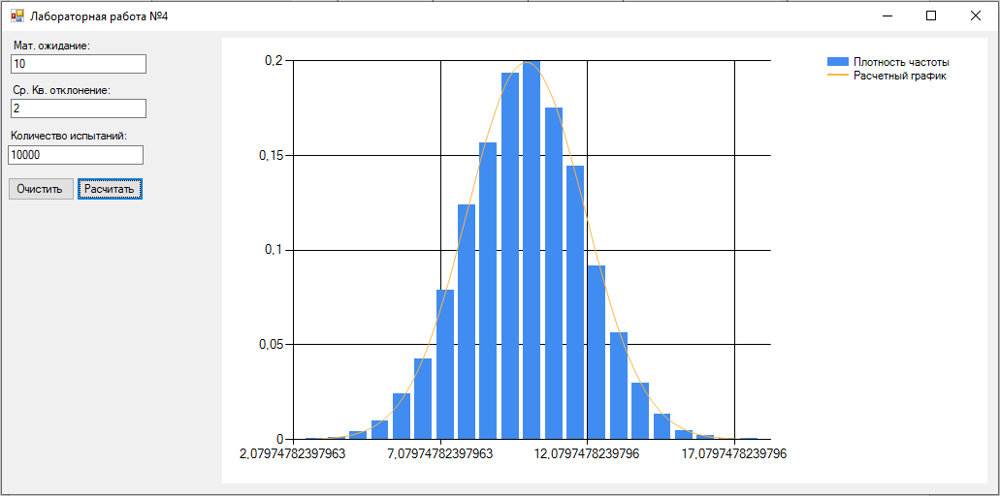 Лабораторная работа №4
Мат. ожидание:
10
Ср. Кв. отклонение:
2
Количество испытаний:
10000
Очистить Расчитать
0,2
0,15
0,1
0,05
0
2,07974782397963 7,07974782397963 12,0797478239796 17,0797478239796
Плотность частоты
Расчетный график